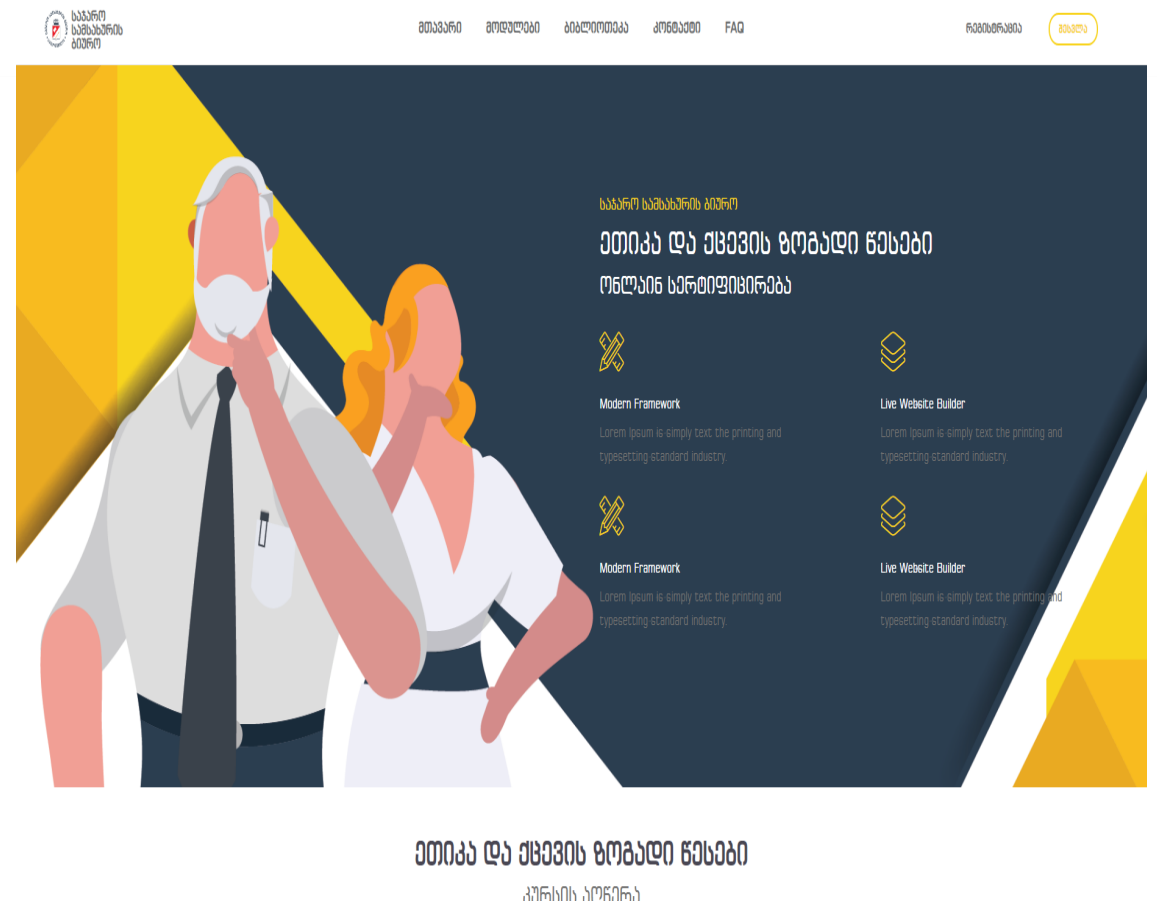 საჯარო
სამსახურის
ბიურო
მთავარი მოდულები ბიბლიოთეკა კონტაქტი FAQ
რეგისტრაცია შესვლა
საჯარო სამსახურის ბიურო
ეთიკა და ქცევის ზოგადი წესები
ონლაინ სერტიფიცირება
Modern Framework
Lorem Ipsum is simply text the printing and
typesetting standard industry.
Live Website Builder
Lorem Ipsum is simply text the printing and
typesetting standard industry.
Modern Framework
Lorem Ipsum is simply text the printing and
typesetting standard industry.
Live Website Builder
Lorem Ipsum is simply text the printing and
typesetting standard industry.
ეთიკა და ქცევის ზოგადი წესები
კურსის აღწერა